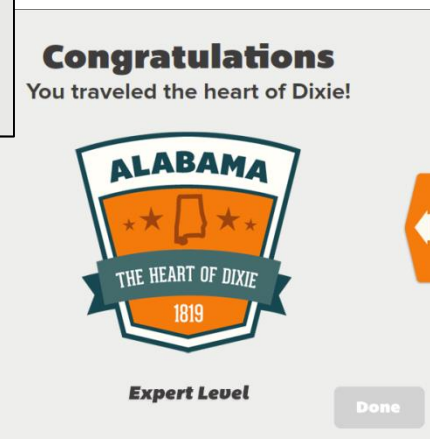 Congratulations
You traveled the heart of Dixie!
ALABAMA
THE HEART OF DIXIE
1819
Expert Level
Done